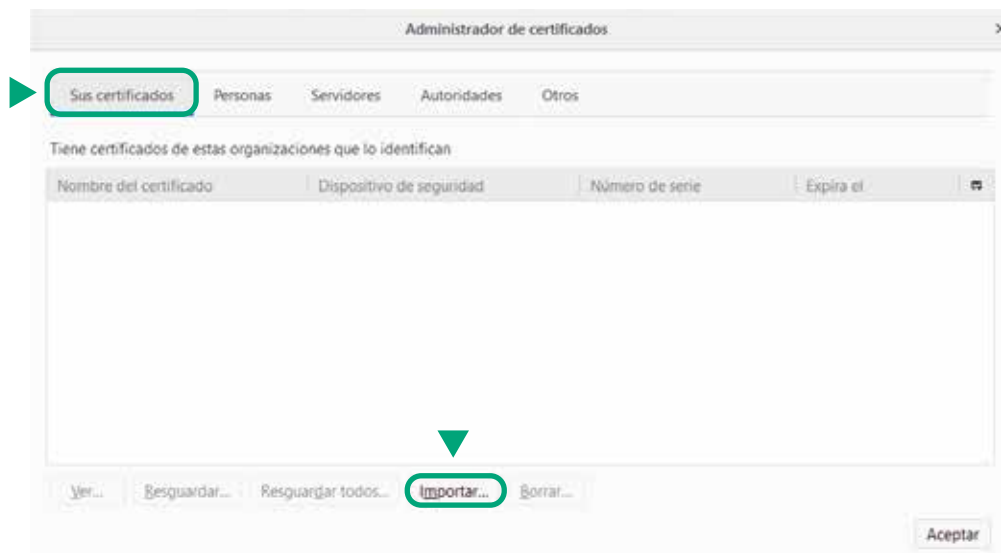 Administrador de certificados
Sus certificados Personas Servidores Autoridades Otros
Tiene certificados de estas organizaciones que lo identifican
Nombre del certificado Dispositivo de seguridad Número de serie Expira el
Ver... Resguardar... Resguardar todos... Importar... Borrar...
Aceptar